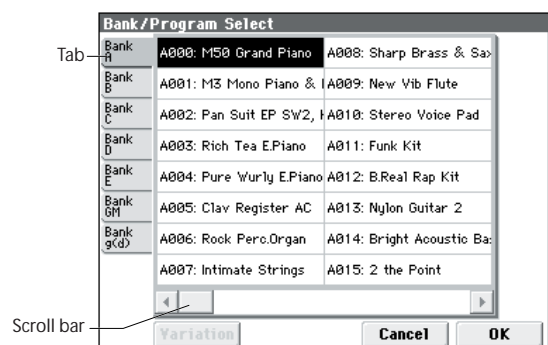 Bank/Program Select
Tab
Bank A
Bank B
Bank C
Bank D
Bank E
Bank GM
Bank g(d)
A000: M50 Grand Piano
A001: M3 Mono Piano &
A002: Pan Suit EP SW2,
A003: Rich Tea E.Piano
A004: Pure Wurly E.Piano
A005: Clav Register AC
A006: Rock Perc.Organ
A007: Intimate Strings
A008: Sharp Brass & Sax
A009: New Vib Flute
A010: Stereo Voice Pad
A011: Funk Kit
A012: B.Real Rap Kit
A013: Nylon Guitar 2
A014: Bright Acoustic Ba
A015: 2 the Point
Scroll bar
Variation
Cancel
OK